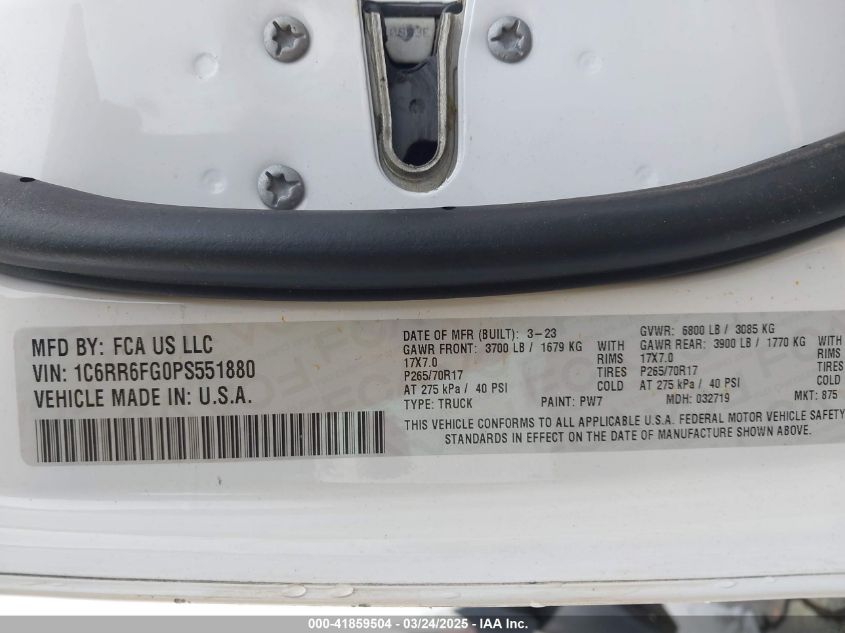 MFD BY: FCA US LLC
VIN: 1C6RR6FG0PS551880
VEHICLE MADE IN: U.S.A.
DATE OF MFR (BUILT): 3-23 GVWR: 6800 LB / 3085 KG
GAWR FRONT: 3700 LB / 1679 KG WITH GAWR REAR: 3900 LB / 1770 KG WITH
17X7.0 RIMS 17X7.0 RIMS
P265/70R17 TIRES P265/70R17 TIRES
AT 275 kPa / 40 PSI COLD AT 275 kPa / 40 PSI COLD
TYPE: TRUCK PAINT: PW7 MDH: 032719 MKT: 875
THIS VEHICLE CONFORMS TO ALL APPLICABLE U.S.A. FEDERAL MOTOR VEHICLE SAFETY
STANDARDS IN EFFECT ON THE DATE OF MANUFACTURE SHOWN ABOVE.
000-41859504 - 03/24/2025 - IAA Inc.